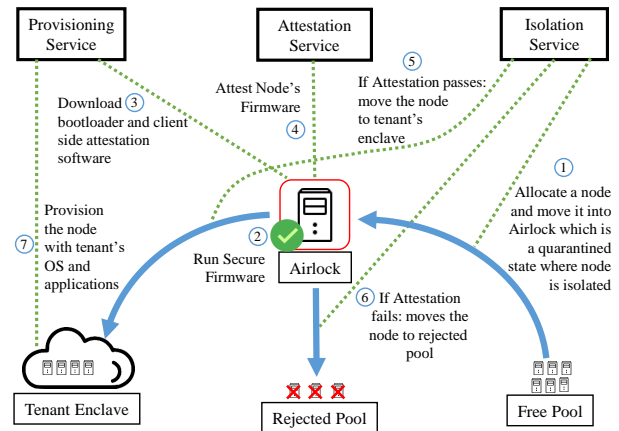 Provisioning
Service
Attestation
Service
Isolation
Service
5
If Attestation passes:
move the node
to tenant's
enclave
Attest Node's
Firmware
4
Download 3
bootloader and client
side attestation
software
1
Allocate a node
and move it into
Airlock which is
a quarantined
state where node
is isolated
Provision
the node
with tenant's
OS and
applications
7
2
Run Secure
Firmware
Airlock
6 If Attestation
fails: moves the
node to rejected
pool
Tenant Enclave
Rejected Pool
Free Pool